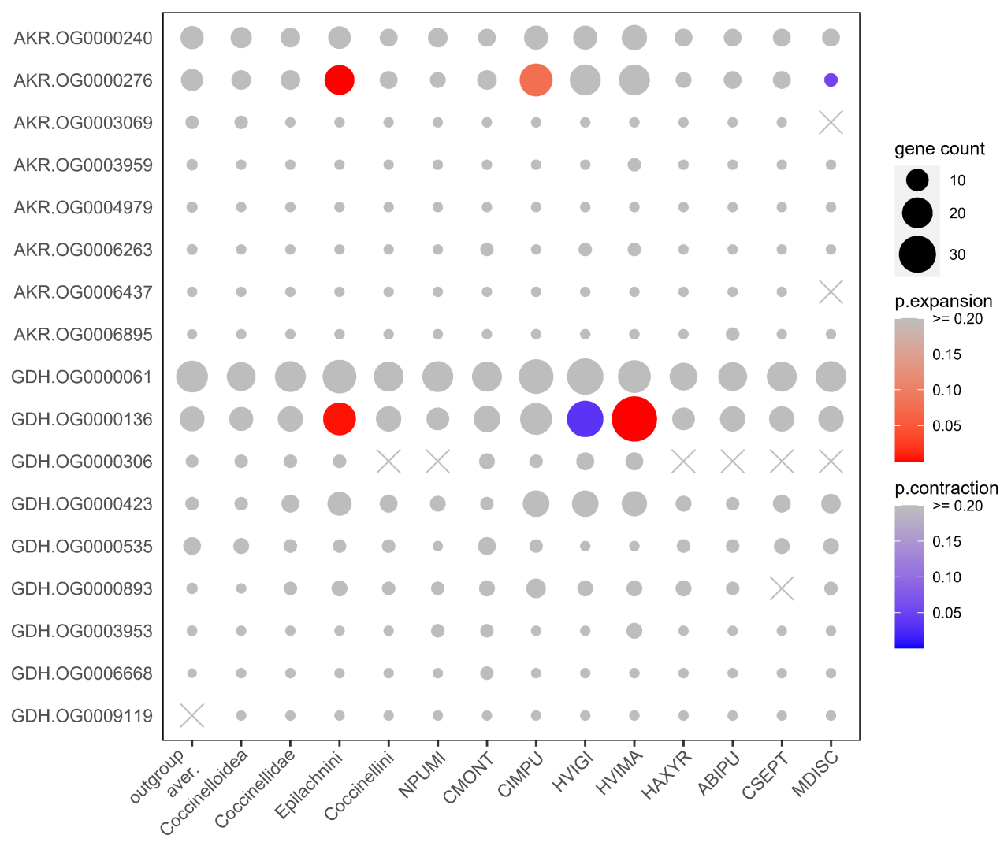 AKR.OG0000240
AKR.OG0000276
AKR.OG0003069
AKR.OG0003959
AKR.OG0004979
AKR.OG0006263
AKR.OG0006437
AKR.OG0006895
GDH.OG0000061
GDH.OG0000136
GDH.OG0000306
GDH.OG0000423
GDH.OG0000535
GDH.OG0000893
GDH.OG0003953
GDH.OG0006668
GDH.OG0009119
outgroup
aver.
Coccinelloidea
Coccinellidae
Epilachnini
Coccinellini
NPUMI
CMONT
CIMPU
HVIGI
HVIMA
HAXYR
ABIPU
CSEPT
MDISC
gene count
10
20
30
p.expansion
>= 0.20
0.15
0.10
0.05
p.contraction
>= 0.20
0.15
0.10
0.05